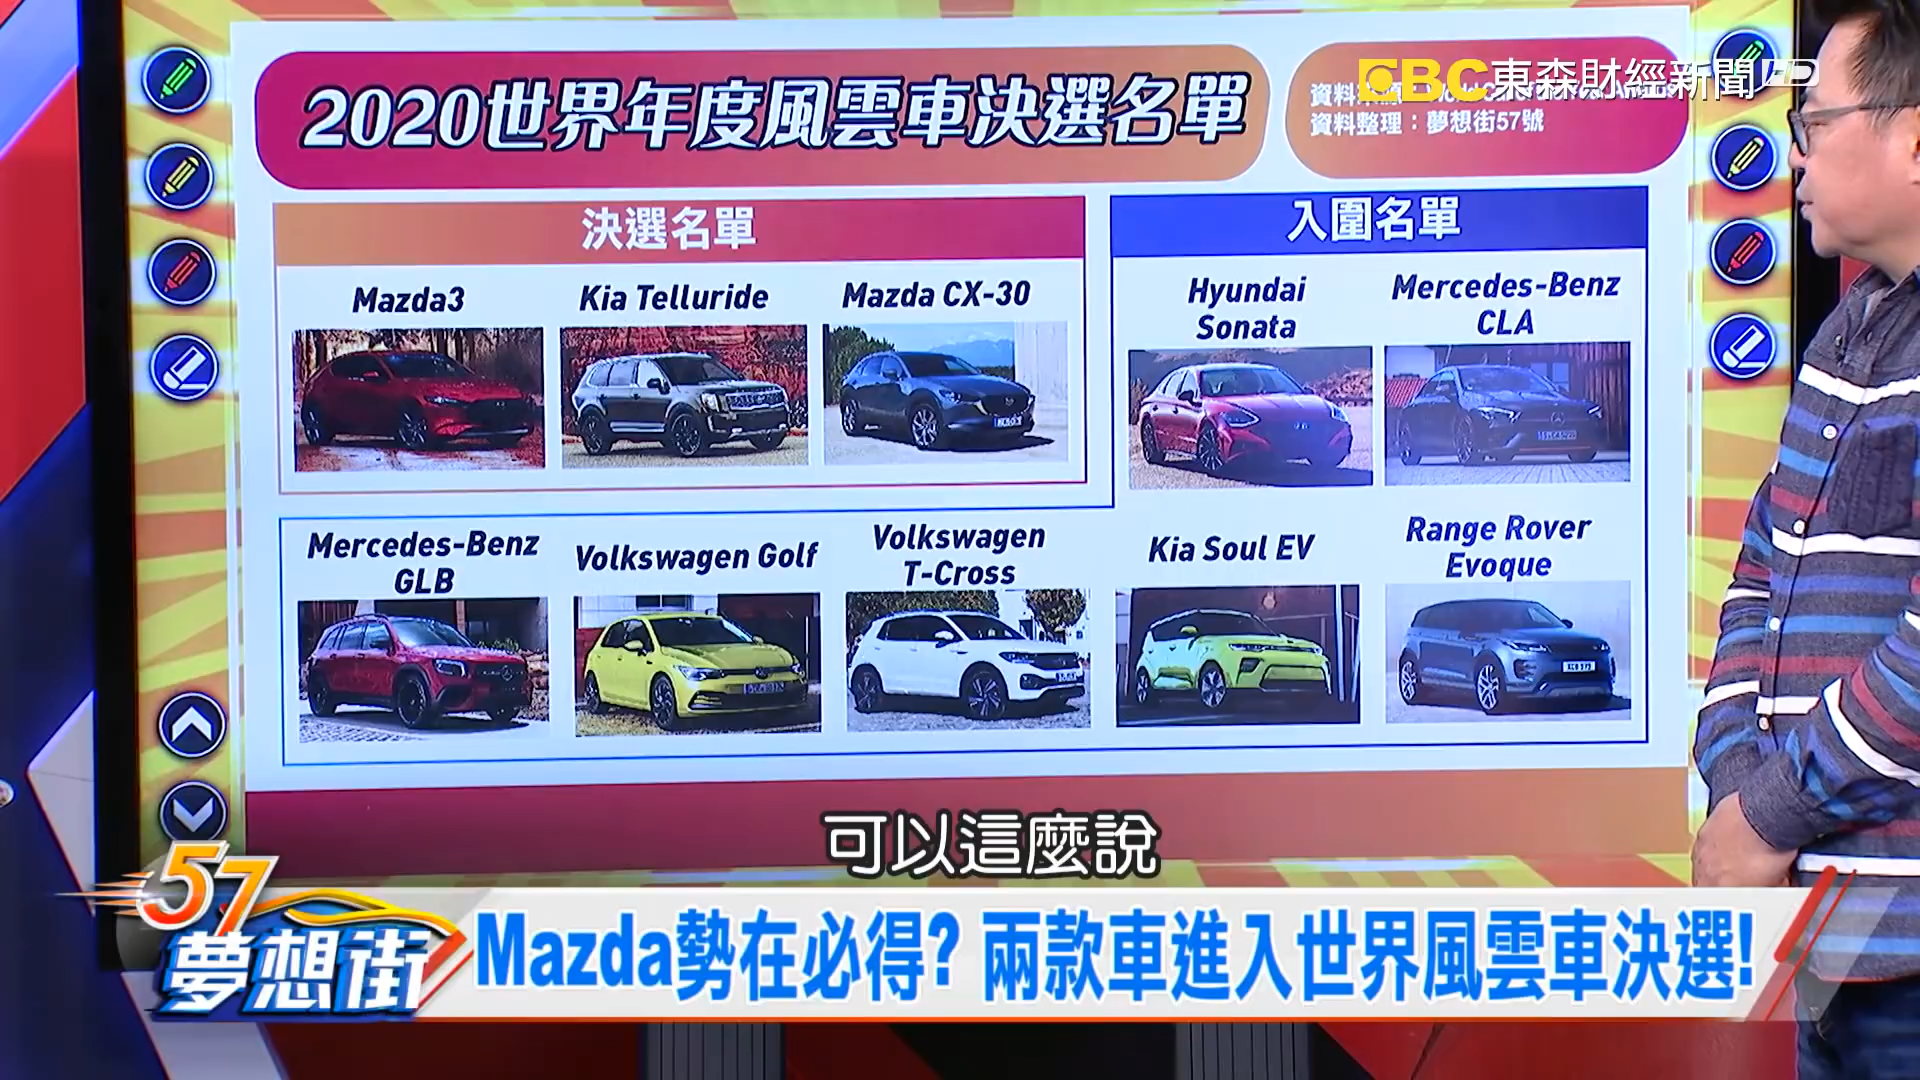 2020世界年度風雲車決選名單
EBC 東森財經新聞 HD
資料整理：夢想街57號
決選名單
入圍名單
Mazda3
Kia Telluride
Mazda CX-30
Hyundai
Sonata
Mercedes-Benz
CLA
Mercedes-Benz
GLB
Volkswagen Golf
Volkswagen
T-Cross
Kia Soul EV
Range Rover
Evoque
可以這麼說
57
夢想街
Mazda勢在必得? 兩款車進入世界風雲車決選!